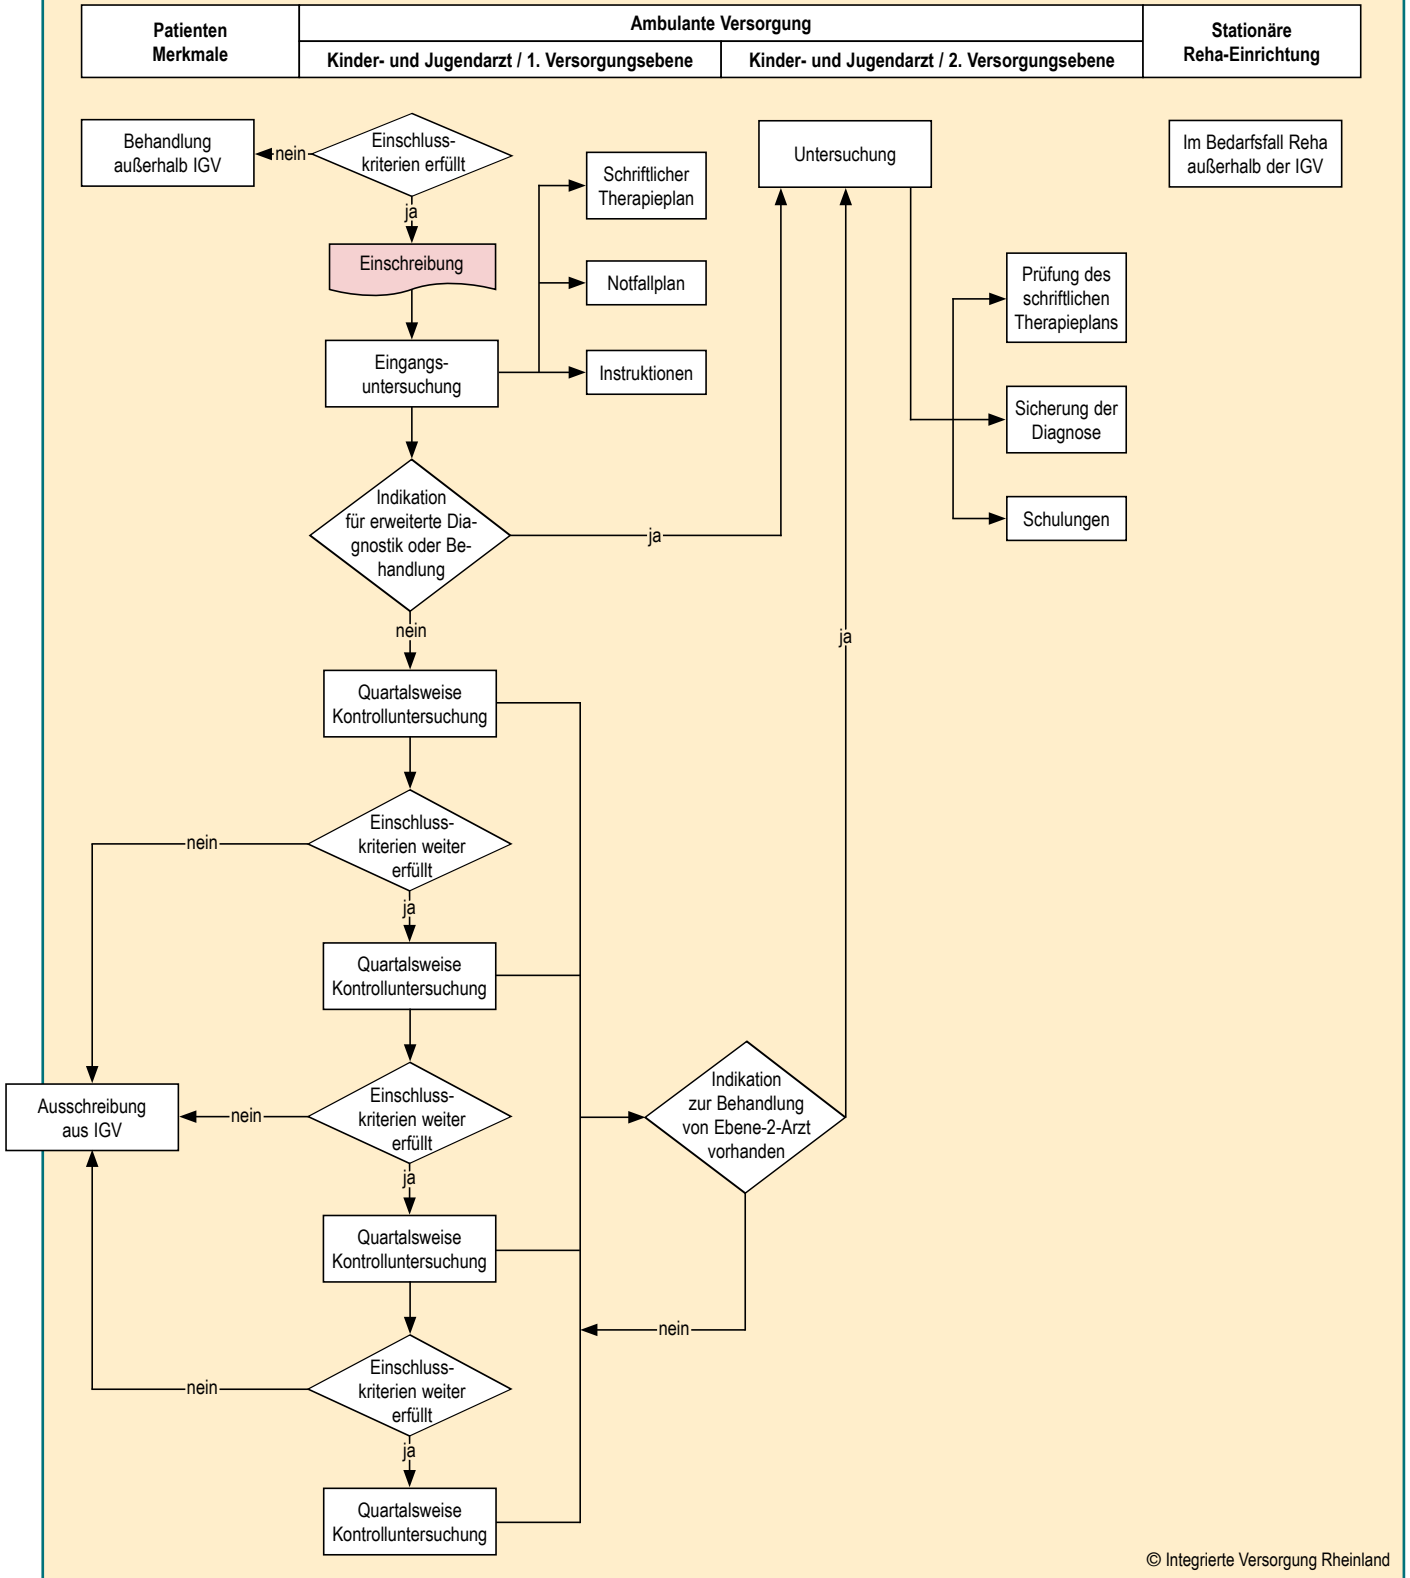 Patienten
Merkmale
Ambulante Versorgung
Kinder- und Jugendarzt / 1. Versorgungsebene
Kinder- und Jugendarzt / 2. Versorgungsebene
Stationäre
Reha-Einrichtung
Behandlung
außerhalb IGV
nein
Einschluss-
kriterien erfüllt
ja
Einschreibung
Eingangs-
untersuchung
Schriftlicher
Therapieplan
Notfallplan
Instruktionen
Untersuchung
Im Bedarfsfall Reha
außerhalb der IGV
Prüfung des
schriftlichen
Therapieplans
Sicherung der
Diagnose
Schulungen
Indikation
für erweiterte Dia-
gnostik oder Be-
handlung
ja
nein
ja
Quartalsweise
Kontrolluntersuchung
Einschluss-
kriterien weiter
erfüllt
nein
ja
Quartalsweise
Kontrolluntersuchung
Ausschreibung
aus IGV
nein
Einschluss-
kriterien weiter
erfüllt
Indikation
zur Behandlung
von Ebene-2-Arzt
vorhanden
ja
Quartalsweise
Kontrolluntersuchung
nein
nein
Einschluss-
kriterien weiter
erfüllt
ja
Quartalsweise
Kontrolluntersuchung
© Integrierte Versorgung Rheinland